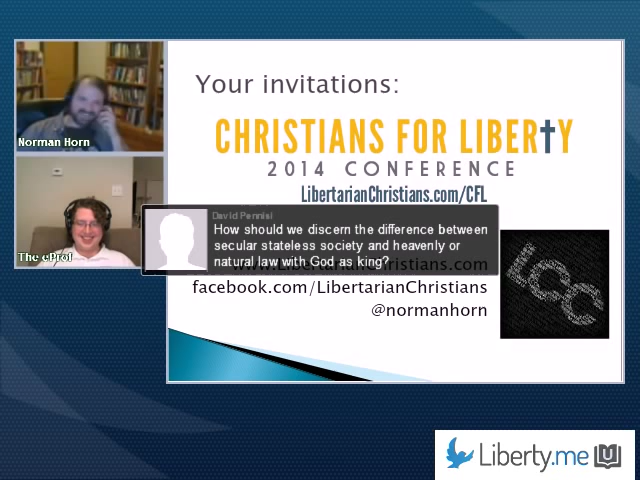 Norman Horn
The eProf
Your invitations:
CHRISTIANS FOR LIBERTY
2014 CONFERENCE
LibertarianChristians.com/CFL
David Pennisi
How should we discern the difference between
secular stateless society and heavenly or
natural law with God as king?
www.LibertarianChristians.com
facebook.com/LibertarianChristians
@normanhorn
LCC
Liberty.me U